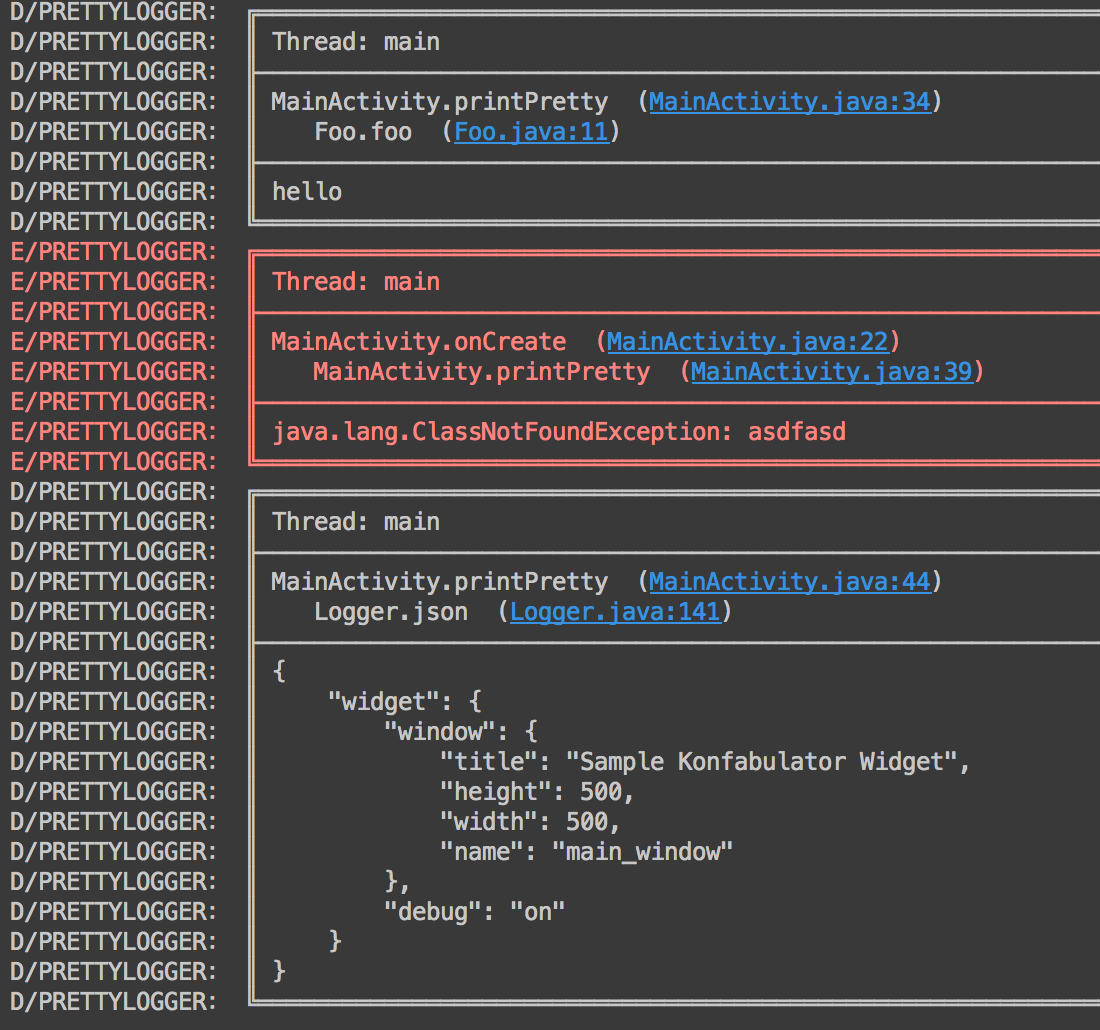 D/PRETTYLOGGER:
D/PRETTYLOGGER: Thread: main
D/PRETTYLOGGER:
D/PRETTYLOGGER: MainActivity.printPretty  (MainActivity.java:34)
D/PRETTYLOGGER:    Foo.foo  (Foo.java:11)
D/PRETTYLOGGER:
D/PRETTYLOGGER: hello
D/PRETTYLOGGER:
E/PRETTYLOGGER:
E/PRETTYLOGGER: Thread: main
E/PRETTYLOGGER:
E/PRETTYLOGGER: MainActivity.onCreate  (MainActivity.java:22)
E/PRETTYLOGGER:    MainActivity.printPretty  (MainActivity.java:39)
E/PRETTYLOGGER:
E/PRETTYLOGGER: java.lang.ClassNotFoundException: asdfasd
E/PRETTYLOGGER:
D/PRETTYLOGGER:
D/PRETTYLOGGER: Thread: main
D/PRETTYLOGGER:
D/PRETTYLOGGER: MainActivity.printPretty  (MainActivity.java:44)
D/PRETTYLOGGER:    Logger.json  (Logger.java:141)
D/PRETTYLOGGER:
D/PRETTYLOGGER: {
D/PRETTYLOGGER:     "widget": {
D/PRETTYLOGGER:         "window": {
D/PRETTYLOGGER:             "title": "Sample Konfabulator Widget",
D/PRETTYLOGGER:             "height": 500,
D/PRETTYLOGGER:             "width": 500,
D/PRETTYLOGGER:             "name": "main_window"
D/PRETTYLOGGER:         },
D/PRETTYLOGGER:         "debug": "on"
D/PRETTYLOGGER:     }
D/PRETTYLOGGER: }
D/PRETTYLOGGER: